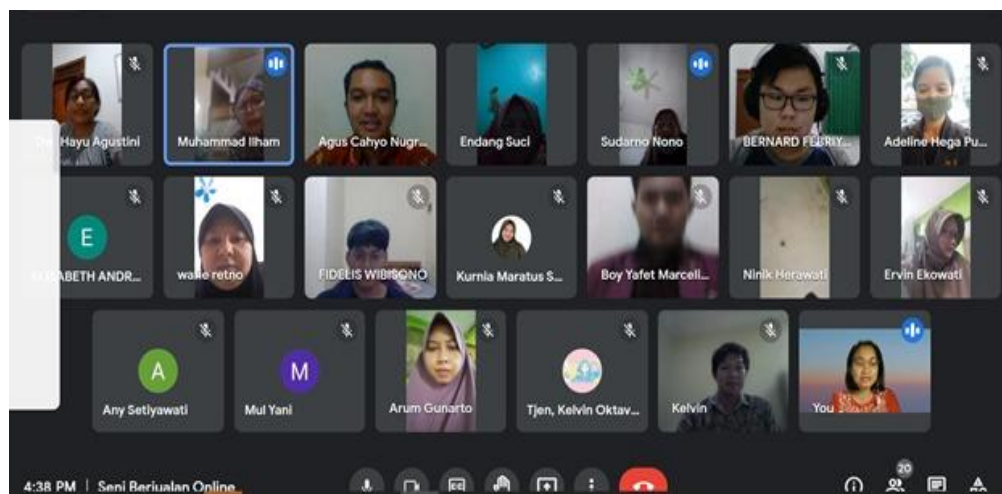 Hayu Agustini
Muhammad Ilham
Agus Cahyo Nugr...
Endang Suci
Sudarno Nono
BERNARD FEBRIY...
Adeline Hega Pu...
E
ABETH ANDR...
retno
FIDELIS WIBISONO
Kurnia Maratus S...
Boy Yafet Marceli...
Ninik Herawati
Ervin Ekowati
A
Any Setiyawati
M
Mul Yani
Arum Gunarto
Tjen, Kelvin Oktav...
Kelvin
You
20
4:38 PM | Seni Berjualan Online